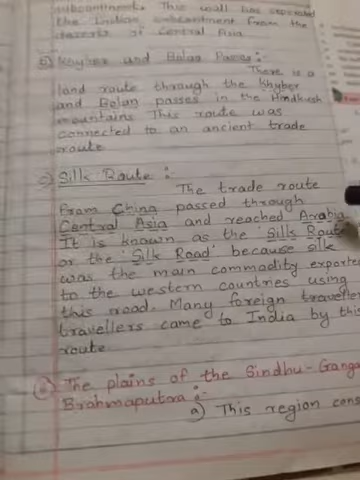 subcontinent. This wall has separated
the Indian subcontinent from the
deserts of Central Asia
b) Khyber and Bolan Passes :-
There is a
land route through the Khyber
and Bolan passes in the Hindkush
mountains This route was
connected to an ancient trade
route
c) Silk Route :-
The trade route
from China passed through
Central Asia and reached Arabia
It is known as the 'Silk Route'
or the 'Silk Road' because silk
was the main commodity exported
to the western countries using
this road. Many foreign traveller
travellers came to India by this
route
The plains of the Sindhu-Ganga
Brahmaputra :-
a) This region cons